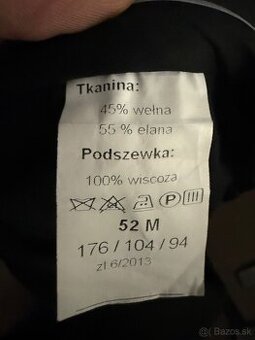 Tkanina:
45% wełna
55 % elana
Podszewka:
100% wiscoza
P
52 M
176 / 104 / 94
zl 6/2013
Bazos.sk